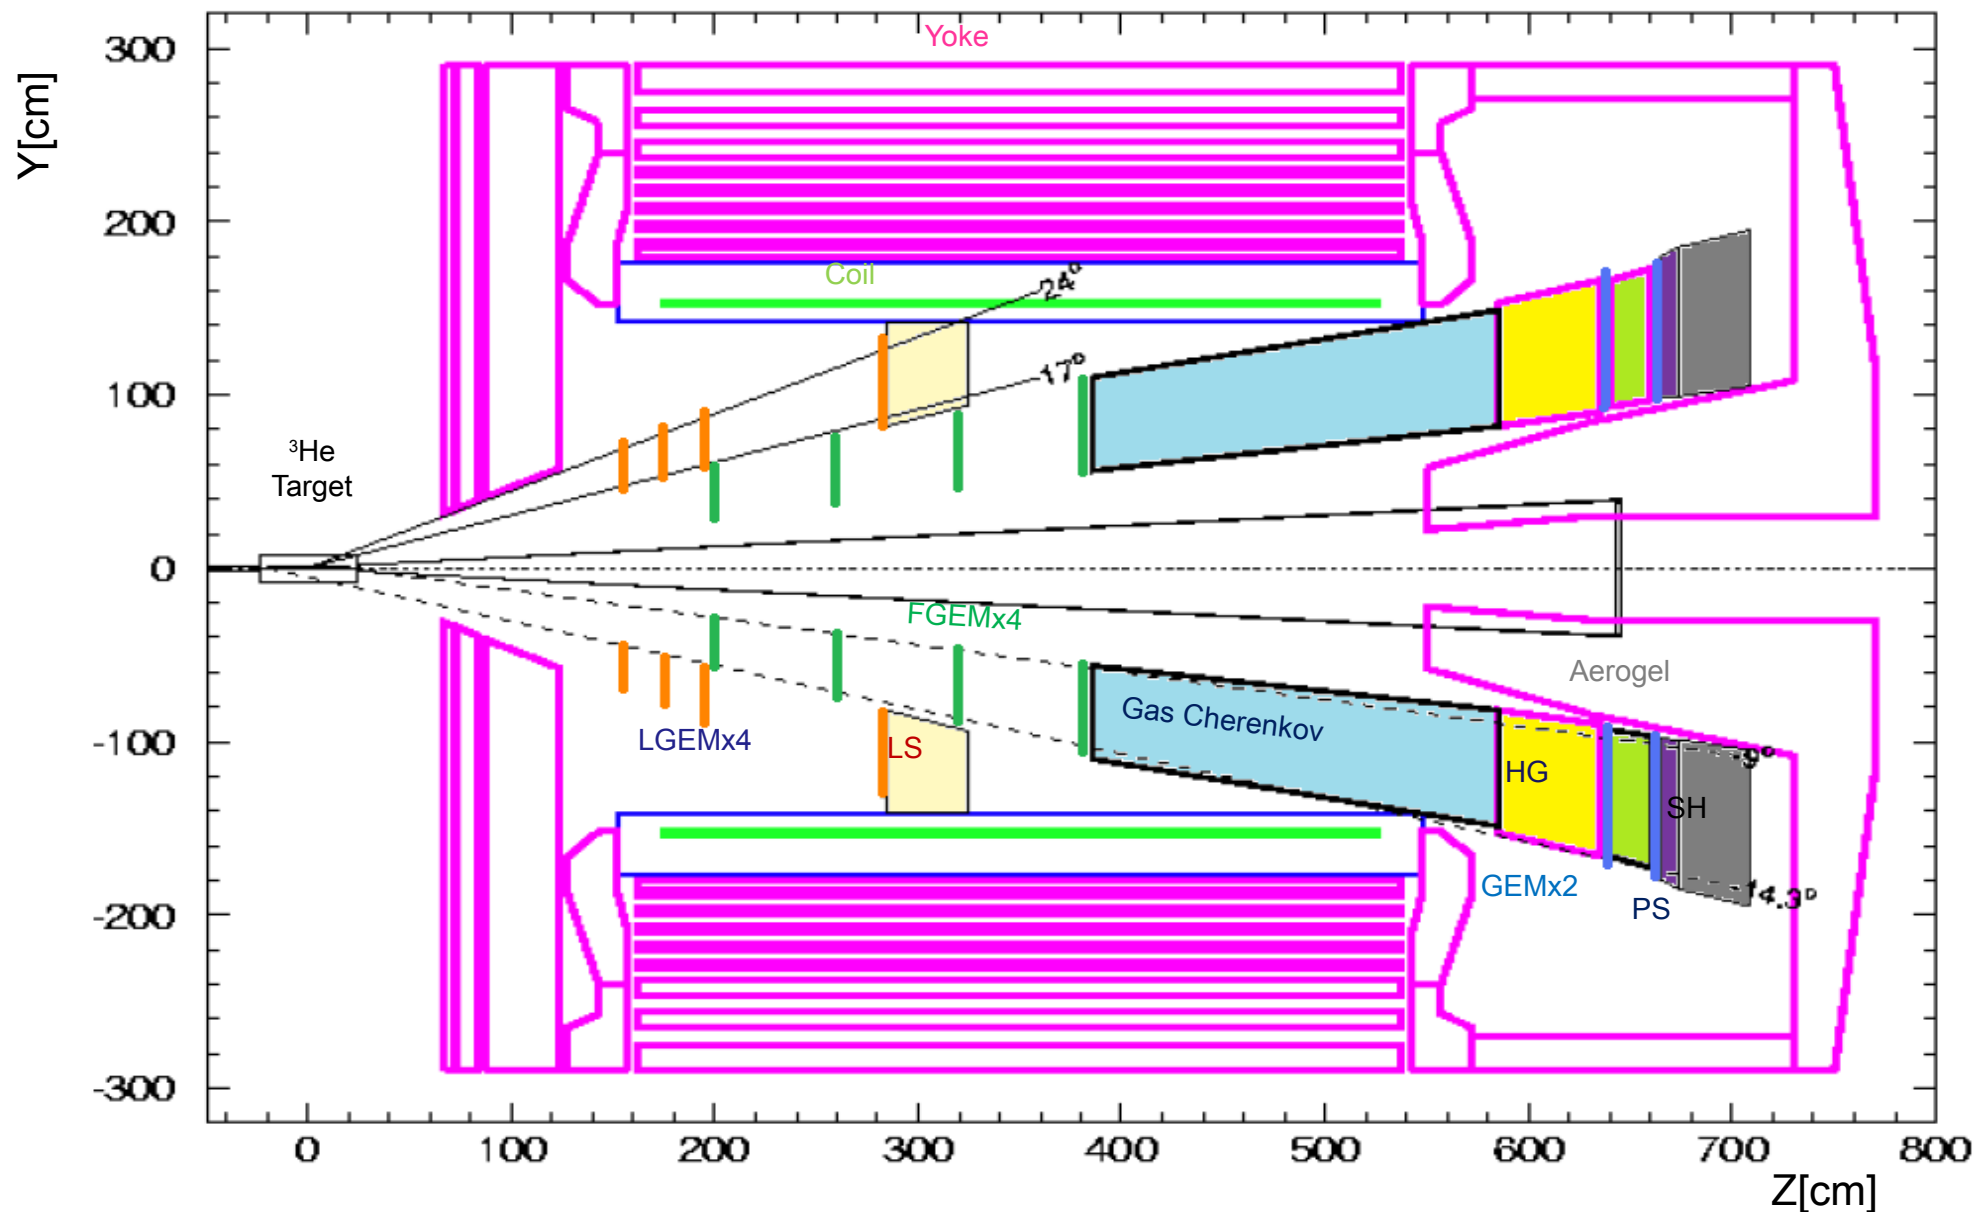 Yoke
300
Y[cm]
200
Coil
24°
17°
100
³He
Target
0
FGEMx4
Aerogel
Gas Cherenkov
LGEMx4
LS
-100
9°
HG
SH
GEMx2
14.3°
PS
-200
-300
0 100 200 300 400 500 600 700 800
Z[cm]